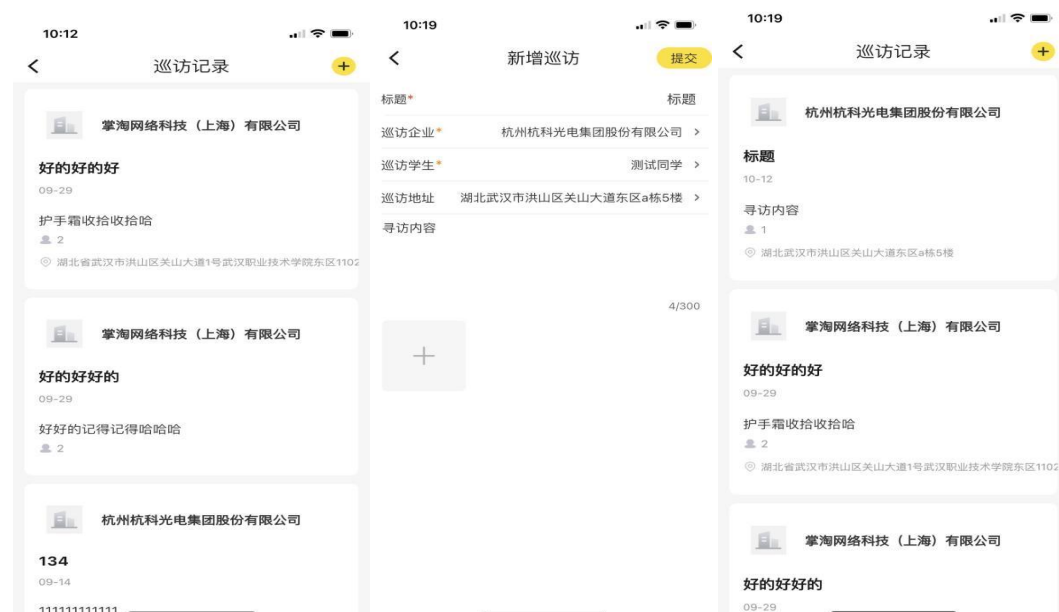 10:12
巡访记录
掌淘网络科技（上海）有限公司
好的好的好
09-29
护手霜收拾收拾哈
2
湖北省武汉市洪山区关山大道1号武汉职业技术学院东区1102
掌淘网络科技（上海）有限公司
好的好好的
09-29
好好的记得记得哈哈哈
2
杭州杭科光电集团股份有限公司
134
09-14
111111111111
10:19
新增巡访
提交
标题* 标题
巡访企业* 杭州杭科光电集团股份有限公司
巡访学生* 测试同学
巡访地址 湖北武汉市洪山区关山大道东区a栋5楼
寻访内容
4/300
10:19
巡访记录
杭州杭科光电集团股份有限公司
标题
10-12
寻访内容
1
湖北武汉市洪山区关山大道东区a栋5楼
掌淘网络科技（上海）有限公司
好的好的好
09-29
护手霜收拾收拾哈
2
湖北省武汉市洪山区关山大道1号武汉职业技术学院东区1102
掌淘网络科技（上海）有限公司
好的好好的
09-29